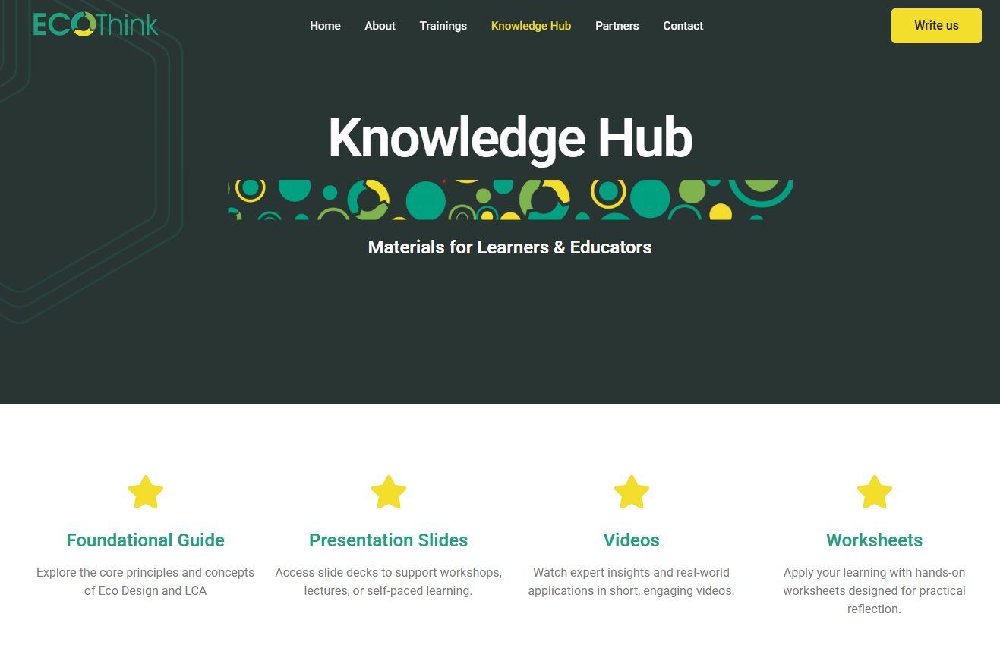 ECOThink
Home About Trainings Knowledge Hub Partners Contact
Write us
Knowledge Hub
Materials for Learners & Educators
Foundational Guide
Explore the core principles and concepts
of Eco Design and LCA
Presentation Slides
Access slide decks to support workshops,
lectures, or self-paced learning.
Videos
Watch expert insights and real-world
applications in short, engaging videos.
Worksheets
Apply your learning with hands-on
worksheets designed for practical
reflection.